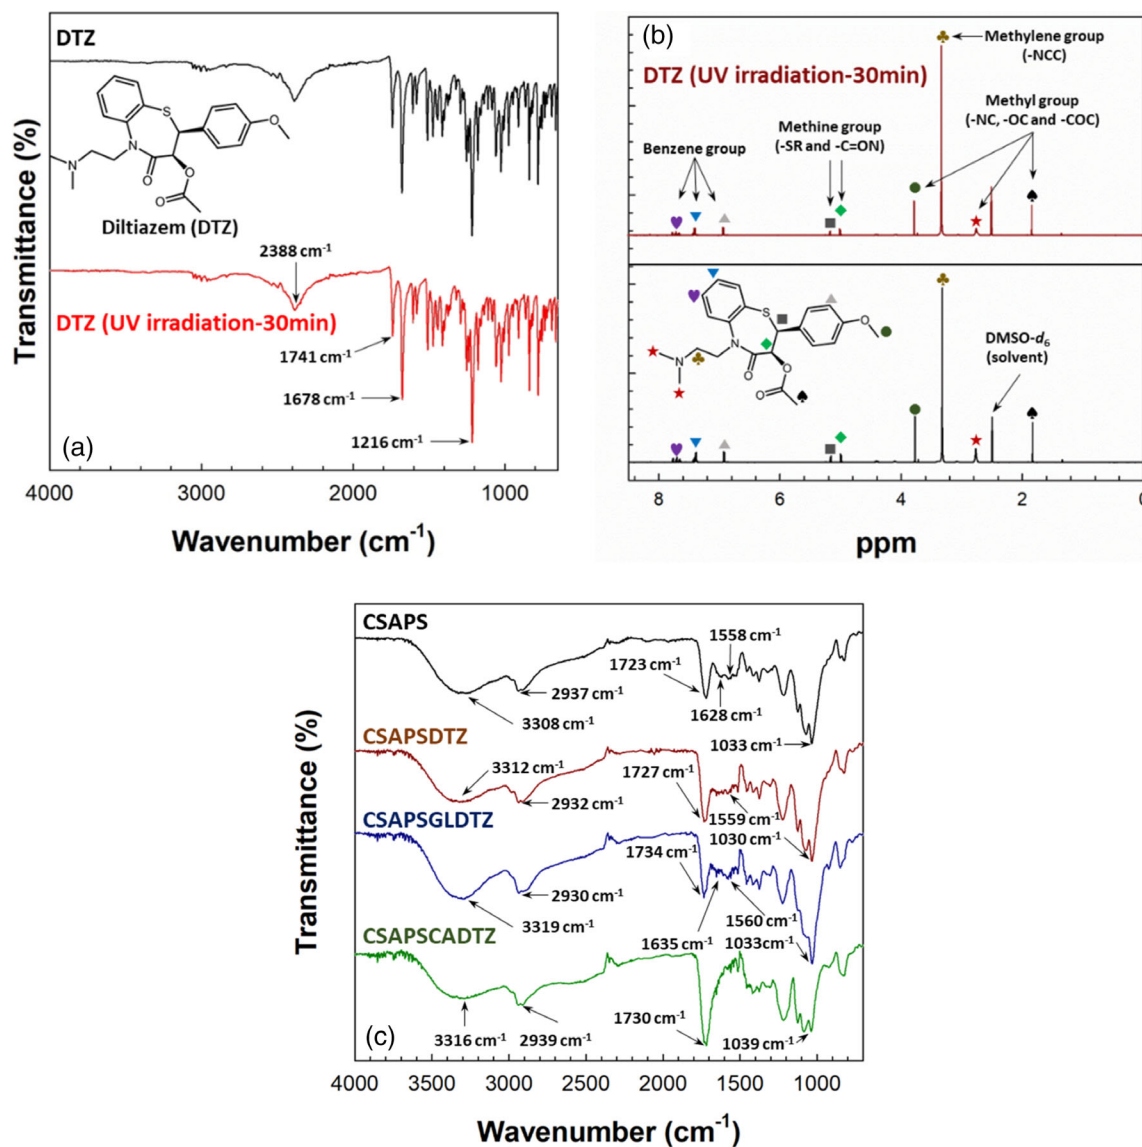 DTZ
S
N
N
O
O
O
O
Diltiazem (DTZ)
2388 cm-1
DTZ (UV irradiation-30min)
1741 cm-1
1678 cm-1
1216 cm-1
(a)
Transmittance (%)
4000 3000 2000 1000
Wavenumber (cm-1)
(b)
Methylene group
(-NCC)
DTZ (UV irradiation-30min)
Methyl group
(-NC, -OC and -COC)
Methine group
(-SR and -C=ON)
Benzene group
S
N
N
O
O
O
O
DMSO-d6
(solvent)
8 6 4 2 0
ppm
CSAPS
1558 cm-1
1723 cm-1
2937 cm-1
1628 cm-1
3308 cm-1
1033 cm-1
CSAPSDTZ
3312 cm-1
1727 cm-1
2932 cm-1
1559 cm-1
1030 cm-1
CSAPSGLDTZ
1734 cm-1
2930 cm-1
1560 cm-1
3319 cm-1
1635 cm-1
1033cm-1
CSAPSCADTZ
1730 cm-1
3316 cm-1
2939 cm-1
1039 cm-1
(c)
Transmittance (%)
4000 3500 3000 2500 2000 1500 1000
Wavenumber (cm-1)